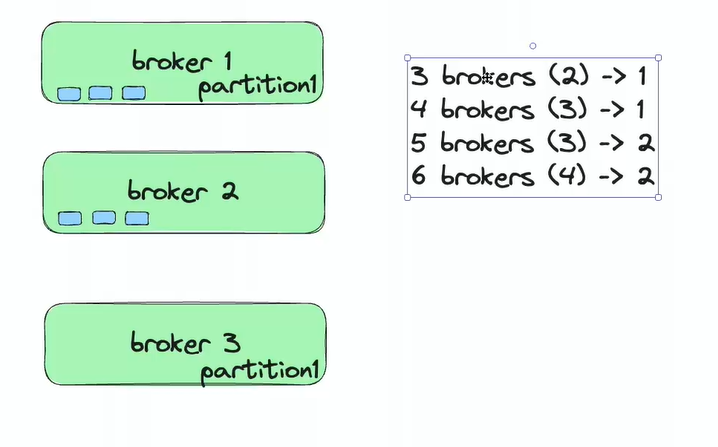 broker 1
partition1
broker 2
broker 3
partition1
3 brokers (2) -> 1
4 brokers (3) -> 1
5 brokers (3) -> 2
6 brokers (4) -> 2